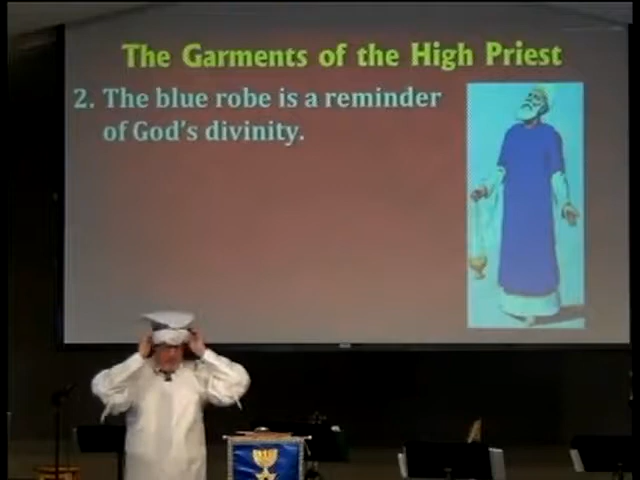 The Garments of the High Priest
2. The blue robe is a reminder
of God's divinity.